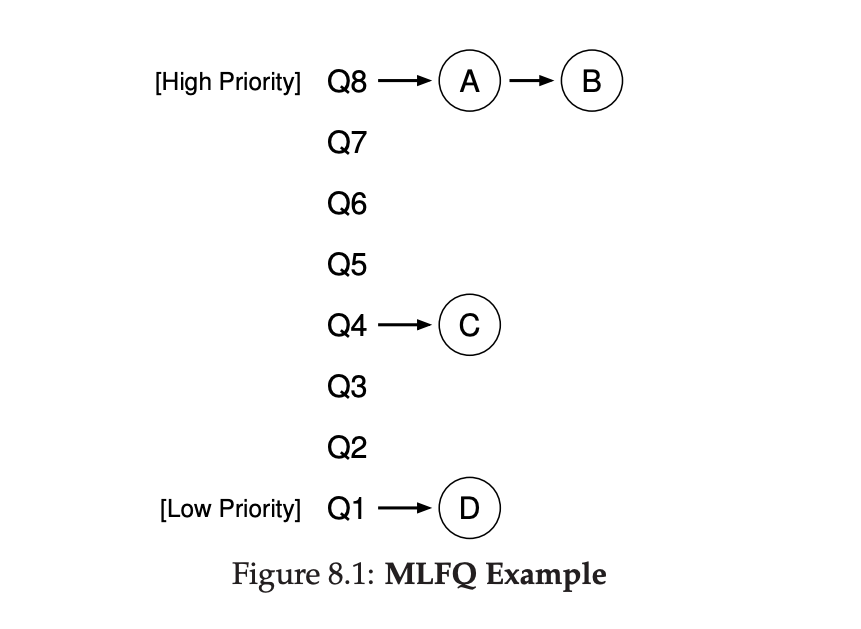 [High Priority] Q8 A B
Q7
Q6
Q5
Q4 C
Q3
Q2
[Low Priority] Q1 D
Figure 8.1: MLFQ Example